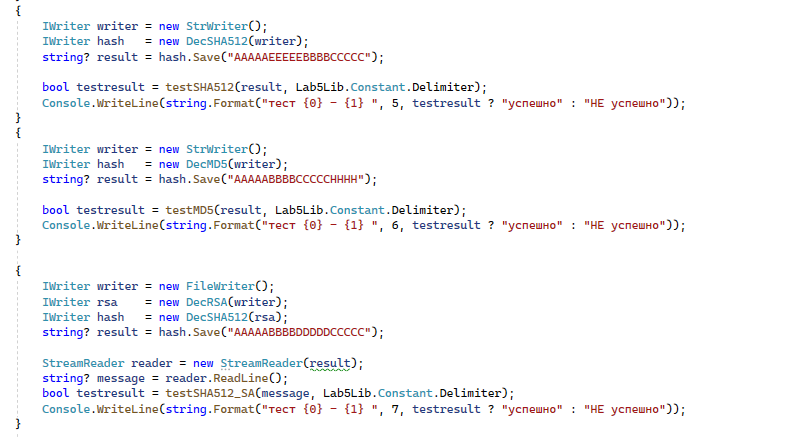 {
    IWriter writer = new StrWriter();
    IWriter hash   = new DecSHA512(writer);
    string? result = hash.Save("AAAAAEEEEEBBBBCCCCC");

    bool testresult = testSHA512(result, Lab5Lib.Constant.Delimiter);
    Console.WriteLine(string.Format("тест {0} - {1} ", 5, testresult ? "успешно" : "НЕ успешно"));
}
{
    IWriter writer = new StrWriter();
    IWriter hash   = new DecMD5(writer);
    string? result = hash.Save("AAAAABBBBCCCCCHHHH");

    bool testresult = testMD5(result, Lab5Lib.Constant.Delimiter);
    Console.WriteLine(string.Format("тест {0} - {1} ", 6, testresult ? "успешно" : "НЕ успешно"));
}

{
    IWriter writer = new FileWriter();
    IWriter rsa    = new DecRSA(writer);
    IWriter hash   = new DecSHA512(rsa);
    string? result = hash.Save("AAAAABBBBDDDDDCCCCC");

    StreamReader reader = new StreamReader(result);
    string? message = reader.ReadLine();
    bool testresult = testSHA512_SA(message, Lab5Lib.Constant.Delimiter);
    Console.WriteLine(string.Format("тест {0} - {1} ", 7, testresult ? "успешно" : "НЕ успешно"));
}